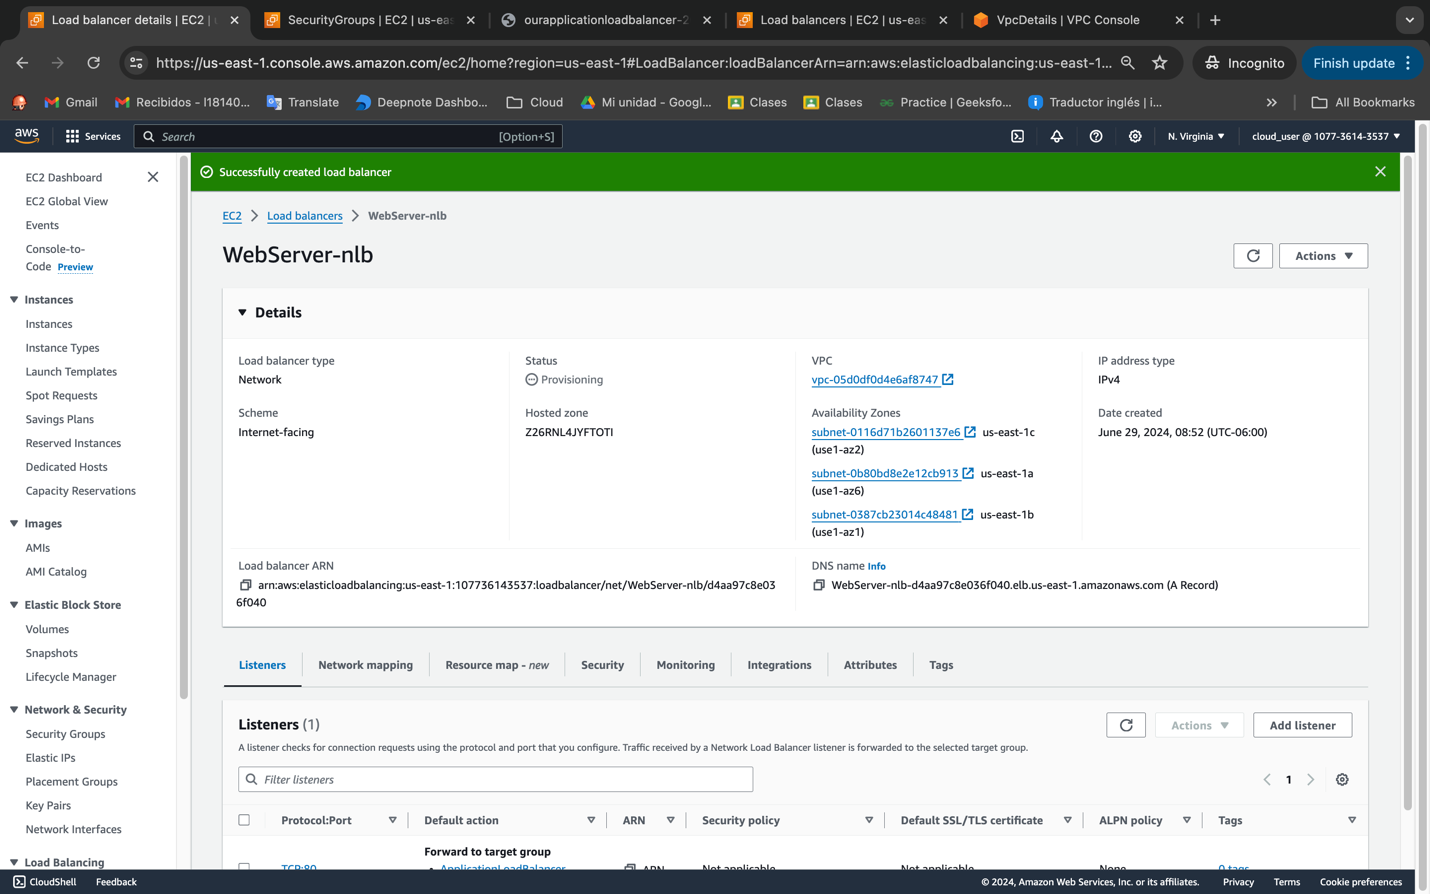 Load balancer details | EC2 | u
SecurityGroups | EC2 | us-eas
ourapplicationloadbalancer-2
Load balancers | EC2 | us-eas
VpcDetails | VPC Console
https://us-east-1.console.aws.amazon.com/ec2/home?region=us-east-1#LoadBalancer:loadBalancerArn=arn:aws:elasticloadbalancing:us-east-1...
Incognito
Finish update
Gmail
Recibidos - l18140...
Translate
Deepnote Dashbo...
Cloud
Mi unidad - Googl...
Clases
Clases
Practice | Geeksfo...
Traductor inglés | i...
All Bookmarks
aws
Services
Search
[Option+S]
N. Virginia
cloud_user @ 1077-3614-3537
EC2 Dashboard
EC2 Global View
Events
Console-to-
Code Preview
Instances
Instances
Instance Types
Launch Templates
Spot Requests
Savings Plans
Reserved Instances
Dedicated Hosts
Capacity Reservations
Images
AMIs
AMI Catalog
Elastic Block Store
Volumes
Snapshots
Lifecycle Manager
Network & Security
Security Groups
Elastic IPs
Placement Groups
Key Pairs
Network Interfaces
Load Balancing
Successfully created load balancer
EC2 > Load balancers > WebServer-nlb
WebServer-nlb
Actions
Details
Load balancer type
Network
Status
Provisioning
VPC
vpc-05d0df0d4e6af8747
IP address type
IPv4
Scheme
Internet-facing
Hosted zone
Z26RNL4JYFTOTI
Availability Zones
subnet-0116d71b2601137e6 us-east-1c
(use1-az2)
subnet-0b80bd8e2e12cb913 us-east-1a
(use1-az6)
subnet-0387cb23014c48481 us-east-1b
(use1-az1)
Date created
June 29, 2024, 08:52 (UTC-06:00)
Load balancer ARN
arn:aws:elasticloadbalancing:us-east-1:107736143537:loadbalancer/net/WebServer-nlb/d4aa97c8e03
6f040
DNS name Info
WebServer-nlb-d4aa97c8e036f040.elb.us-east-1.amazonaws.com (A Record)
Listeners
Network mapping
Resource map - new
Security
Monitoring
Integrations
Attributes
Tags
Listeners (1)
Actions
Add listener
A listener checks for connection requests using the protocol and port that you configure. Traffic received by a Network Load Balancer listener is forwarded to the selected target group.
Filter listeners
1
Protocol:Port
Default action
ARN
Security policy
Default SSL/TLS certificate
ALPN policy
Tags
Forward to target group
TCP:80
ApplicationLoadBalancer
ARN
Not applicable
Not applicable
None
0 tags
CloudShell
Feedback
© 2024, Amazon Web Services, Inc. or its affiliates.
Privacy
Terms
Cookie preferences